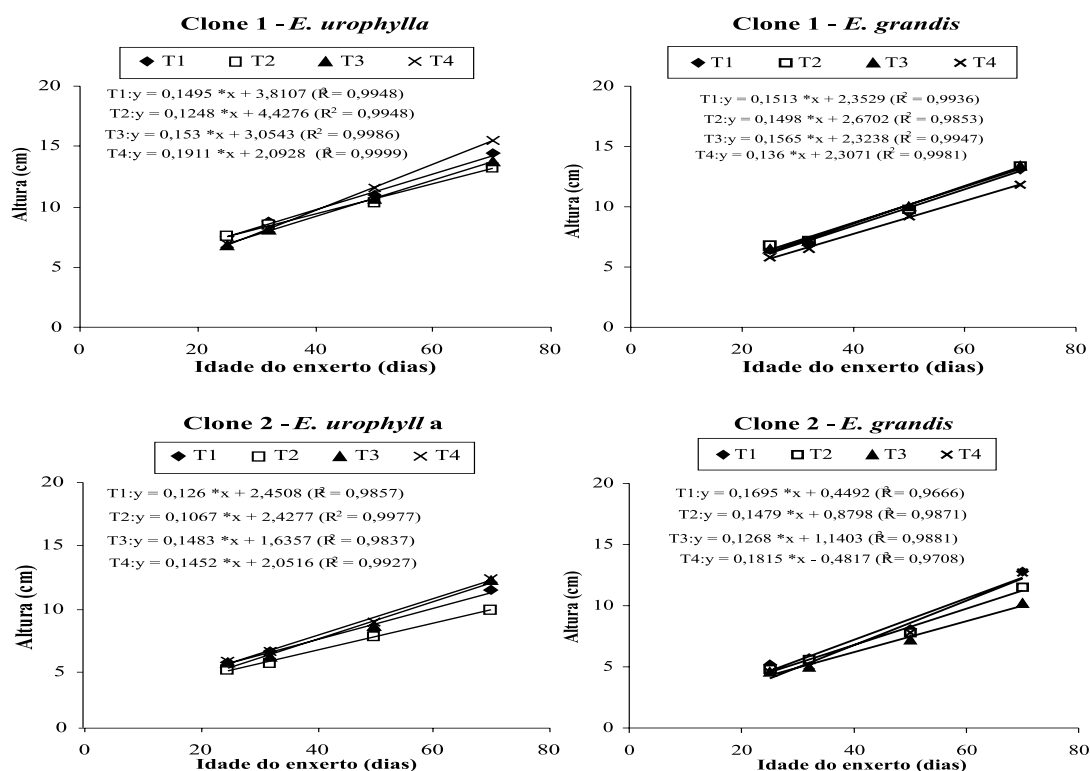 Clone 1 - E. urophylla
T1 T2 T3 T4
T1:y = 0,1495 *x + 3,8107 (R² = 0,9948)
T2:y = 0,1248 *x + 4,4276 (R² = 0,9948)
T3:y = 0,153 *x + 3,0543 (R² = 0,9986)
T4:y = 0,1911 *x + 2,0928 (R² = 0,9999)
Altura (cm)
20
15
10
5
0
0 20 40 60 80
Idade do enxerto (dias)
Clone 1 - E. grandis
T1 T2 T3 T4
T1:y = 0,1513 *x + 2,3529 (R² = 0,9936)
T2:y = 0,1498 *x + 2,6702 (R² = 0,9853)
T3:y = 0,1565 *x + 2,3238 (R² = 0,9947)
T4:y = 0,136 *x + 2,3071 (R² = 0,9981)
Altura (cm)
20
15
10
5
0
0 20 40 60 80
Idade do enxerto (dias)
Clone 2 - E. urophyll a
T1 T2 T3 T4
T1:y = 0,126 *x + 2,4508 (R² = 0,9857)
T2:y = 0,1067 *x + 2,4277 (R² = 0,9977)
T3:y = 0,1483 *x + 1,6357 (R² = 0,9837)
T4:y = 0,1452 *x + 2,0516 (R² = 0,9927)
Altura (cm)
20
15
10
5
0
0 20 40 60 80
Idade do enxerto (dias)
Clone 2 - E. grandis
T1 T2 T3 T4
T1:y = 0,1695 *x + 0,4492 (R² = 0,9666)
T2:y = 0,1479 *x + 0,8798 (R² = 0,9871)
T3:y = 0,1268 *x + 1,1403 (R² = 0,9881)
T4:y = 0,1815 *x - 0,4817 (R² = 0,9708)
Altura (cm)
20
15
10
5
0
0 20 40 60 80
Idade do enxerto (dias)